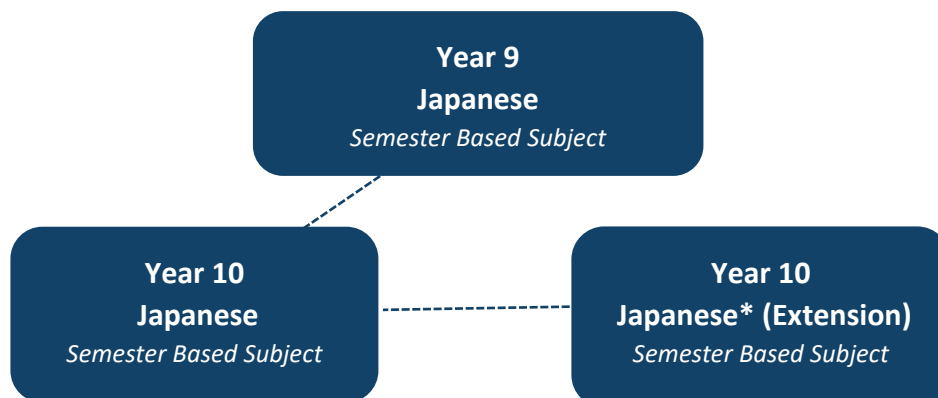 Year 9
Japanese
Semester Based Subject
Year 10
Japanese
Semester Based Subject
Year 10
Japanese* (Extension)
Semester Based Subject